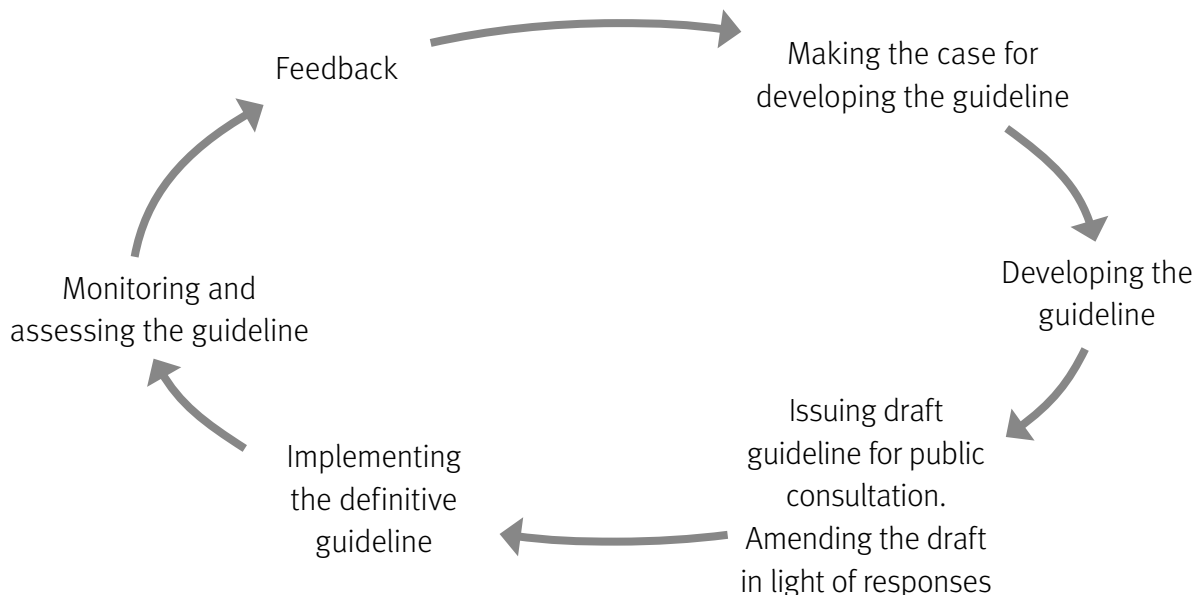 Feedback
Making the case for
developing the guideline
Developing the
guideline
Issuing draft
guideline for public
consultation.
Amending the draft
in light of responses
Implementing
the definitive
guideline
Monitoring and
assessing the guideline